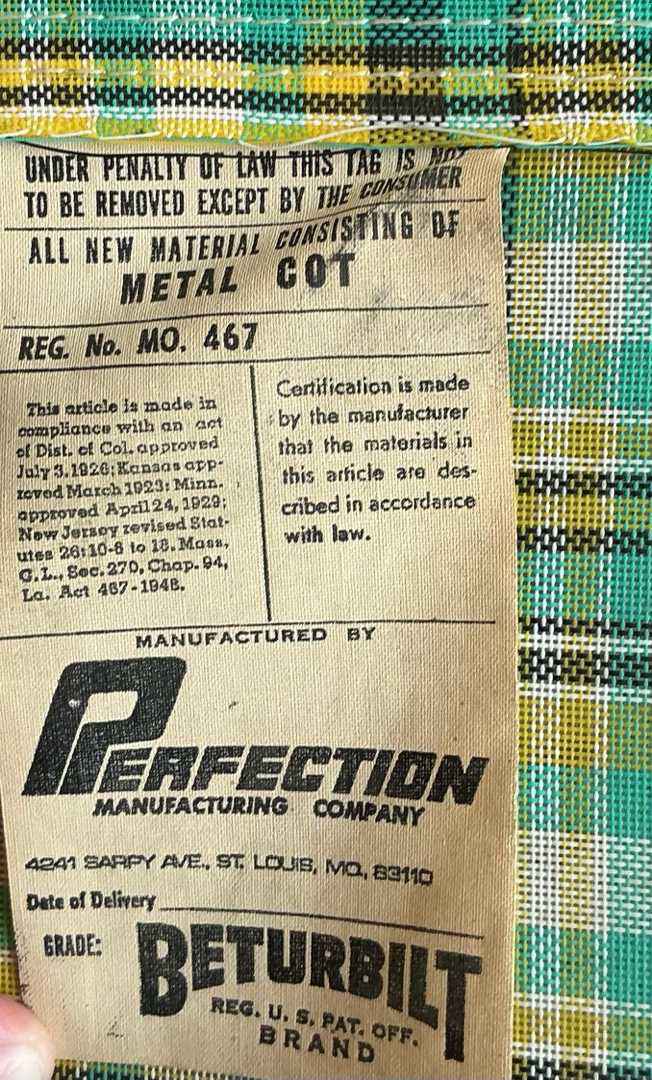 UNDER PENALTY OF LAW THIS TAG IS NOT
TO BE REMOVED EXCEPT BY THE CONSUMER
ALL NEW MATERIAL CONSISTING OF
METAL COT
REG. No. MO. 467
This article is made in
compliance with an act
of Dist. of Col. approved
July 3, 1926; Kansas app-
roved March 1923; Minn.
approved April 24, 1929;
New Jersey revised Stat-
utes 26:10-6 to 18. Mass.
G.L., Sec. 270, Chap. 94,
La. Act 467-1948.
Certification is made
by the manufacturer
that the materials in
this article are des-
cribed in accordance
with law.
MANUFACTURED BY
PERFECTION
MANUFACTURING COMPANY
4241 SARPY AVE., ST. LOUIS, MO., 63110
Date of Delivery
GRADE:
BETURBILT
REG. U. S. PAT. OFF.
BRAND